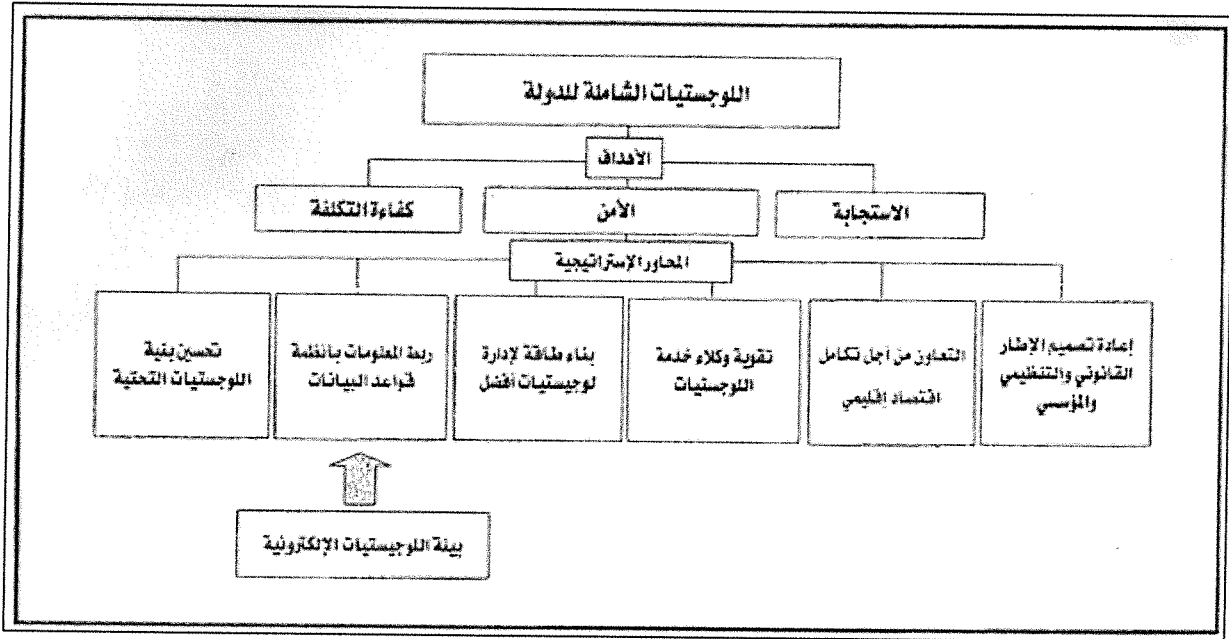 اللوجستيات الشاملة للدولة
الأهداف
الاستجابة
الأمن
كفاءة التكلفة
المحاور الإستراتيجية
إعادة تصميم الإطار
القانوني والتنظيمي
والمؤسسي
التعاون من أجل تكامل
اقتصاد إقليمي
تقوية وكلاء خدمة
اللوجستيات
بناء طاقة لإدارة
لوجيستيات أفضل
ربط المعلومات بأنظمة
قواعد البيانات
تحسين بنية
اللوجستيات التحتية
بيئة اللوجيستيات الإلكترونية